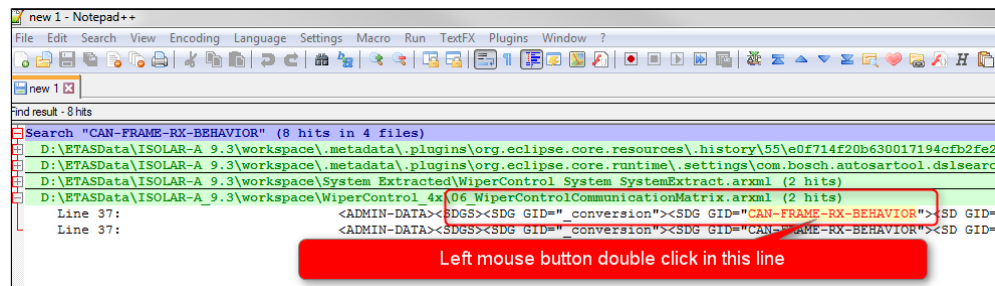 new 1 - Notepad++
File Edit Search View Encoding Language Settings Macro Run TextFX Plugins Window ?
new 1
Find result - 8 hits
Search "CAN-FRAME-RX-BEHAVIOR" (8 hits in 4 files)
D:\ETASData\ISOLAR-A 9.3\workspace\.metadata\.plugins\org.eclipse.core.resources\.history\55\e0f714f20b630017194cfb2fe2
D:\ETASData\ISOLAR-A 9.3\workspace\.metadata\.plugins\org.eclipse.core.runtime\.settings\com.bosch.autosartool.dslsearc
D:\ETASData\ISOLAR-A 9.3\workspace\System Extracted\WiperControl System SystemExtract.arxml (2 hits)
D:\ETASData\ISOLAR-A 9.3\workspace\WiperControl_4x\06_WiperControlCommunicationMatrix.arxml (2 hits)
Line 37: <ADMIN-DATA><SDGS><SDG GID="_conversion"><SDG GID="CAN-FRAME-RX-BEHAVIOR"><SD GID=
Line 37: <ADMIN-DATA><SDGS><SDG GID="_conversion"><SDG GID="CAN-FRAME-RX-BEHAVIOR"><SD GID=
Left mouse button double click in this line